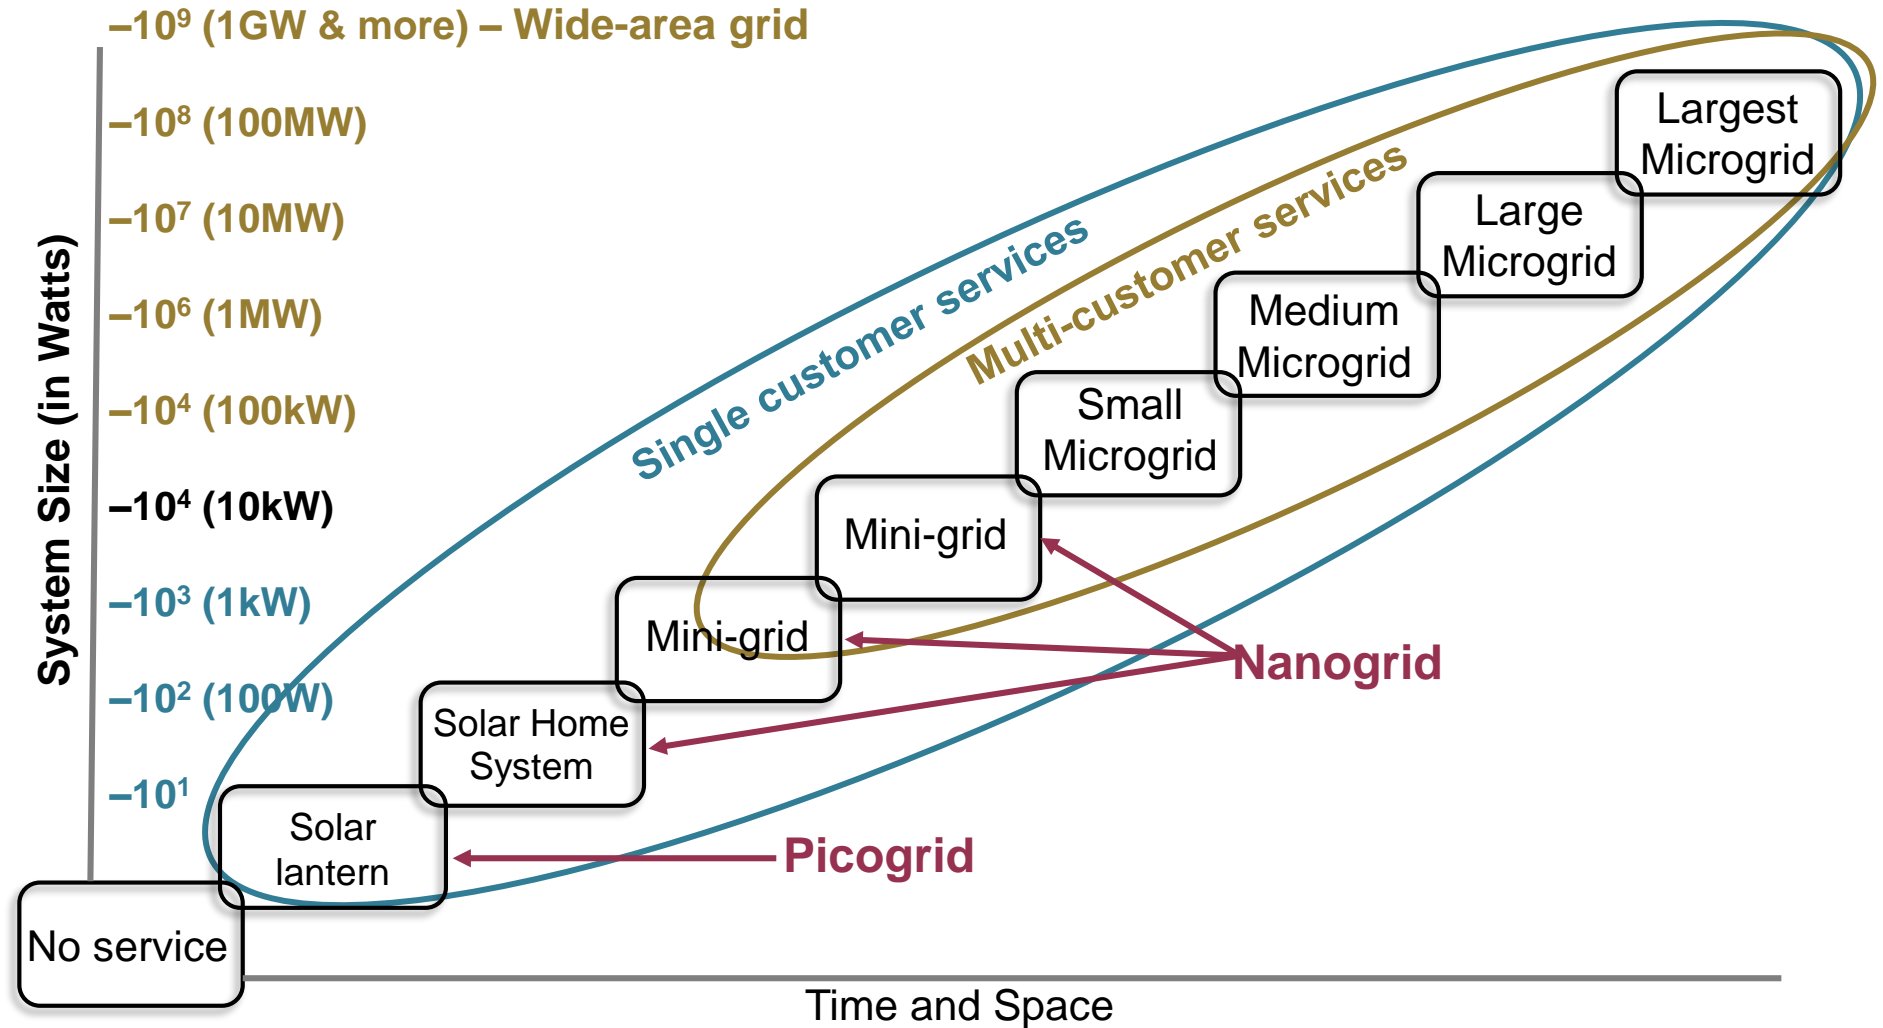 –10⁹ (1GW & more) – Wide-area grid
–10⁸ (100MW)
–10⁷ (10MW)
–10⁶ (1MW)
–10⁴ (100kW)
–10⁴ (10kW)
–10³ (1kW)
–10² (100W)
–10¹
System Size (in Watts)
Single customer services
Multi-customer services
Largest
Microgrid
Large
Microgrid
Medium
Microgrid
Small
Microgrid
Mini-grid
Mini-grid
Nanogrid
Solar Home
System
Solar
lantern
Picogrid
No service
Time and Space